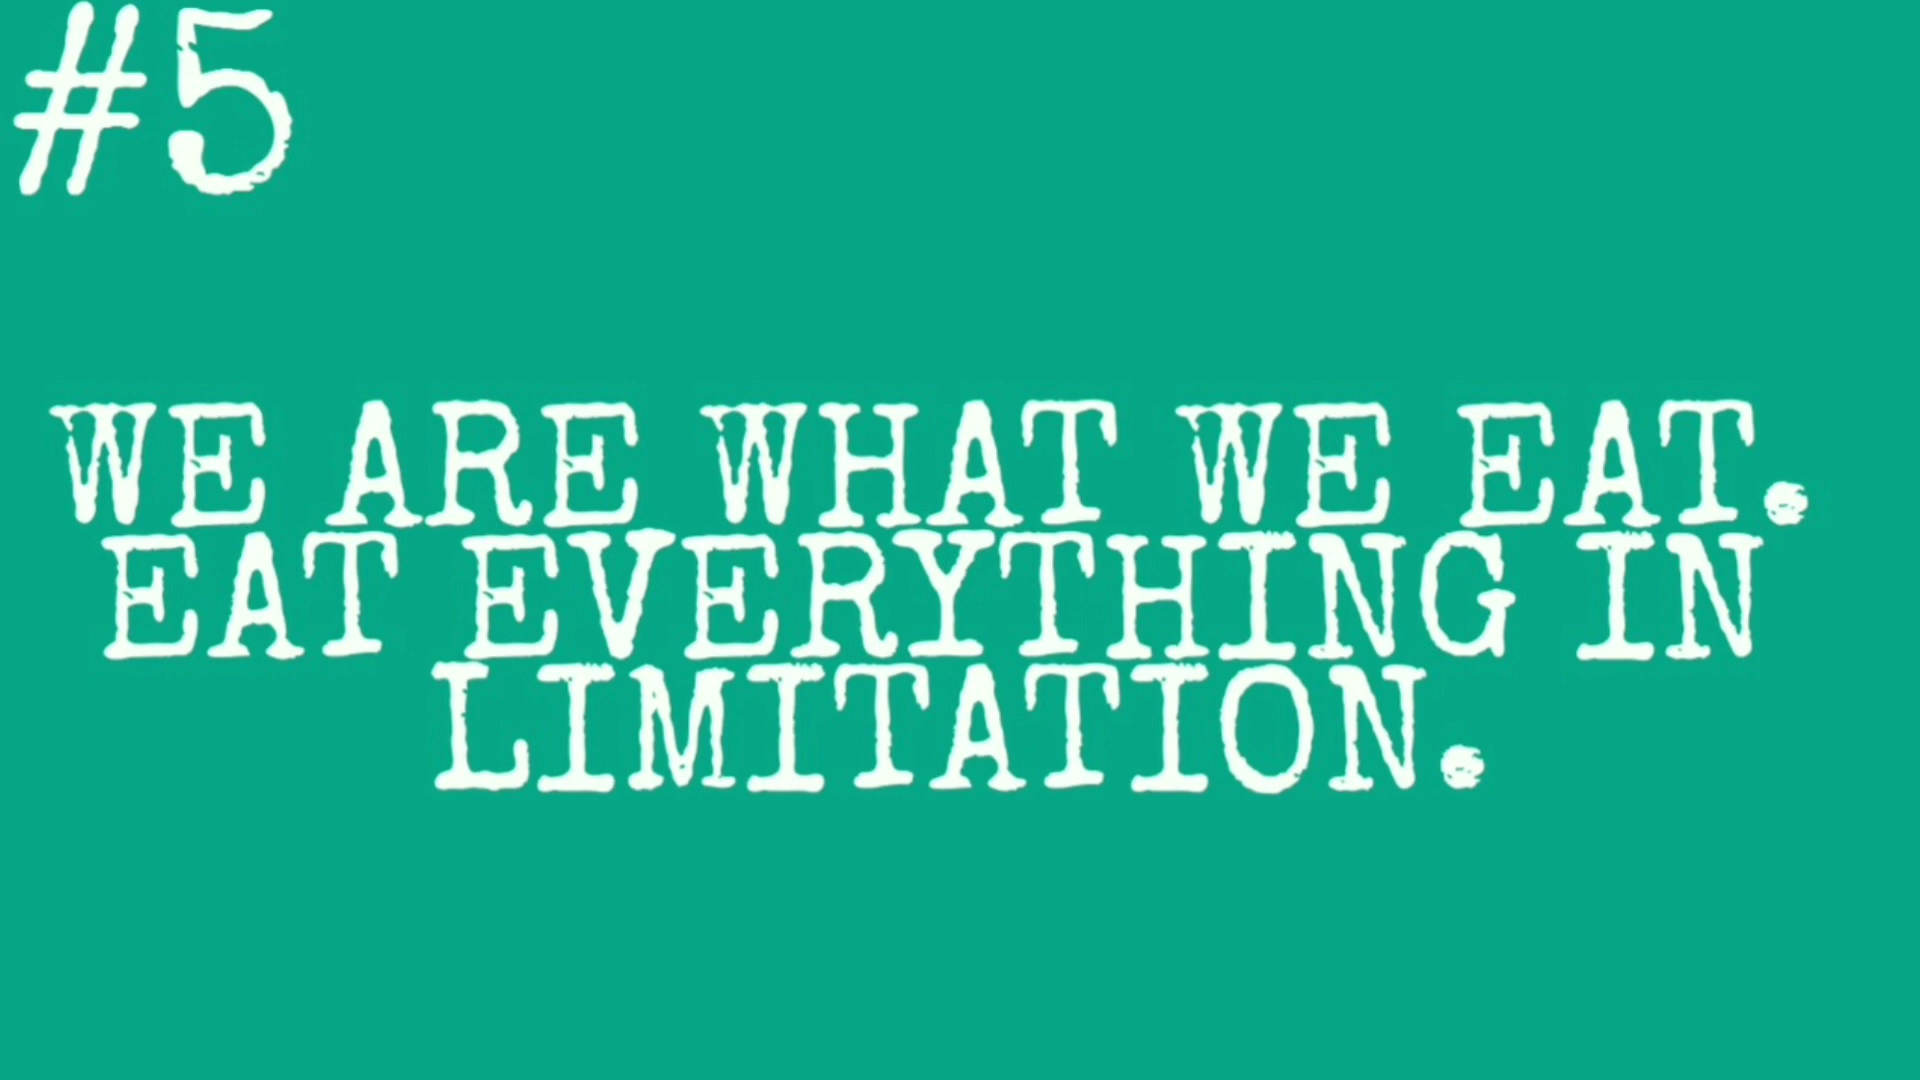 #5
WE ARE WHAT WE EAT.
EAT EVERYTHING IN
LIMITATION.